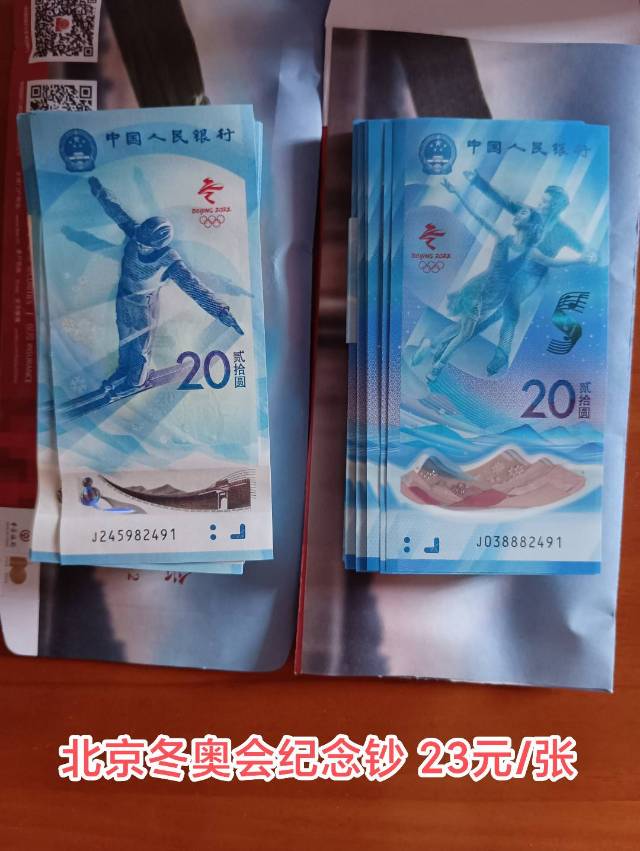 中国人民银行
BEIJING 2022
20
贰拾圆
J245982491
中国人民银行
BEIJING 2022
20
贰拾圆
J038882491
北京冬奥会纪念钞 23元/张